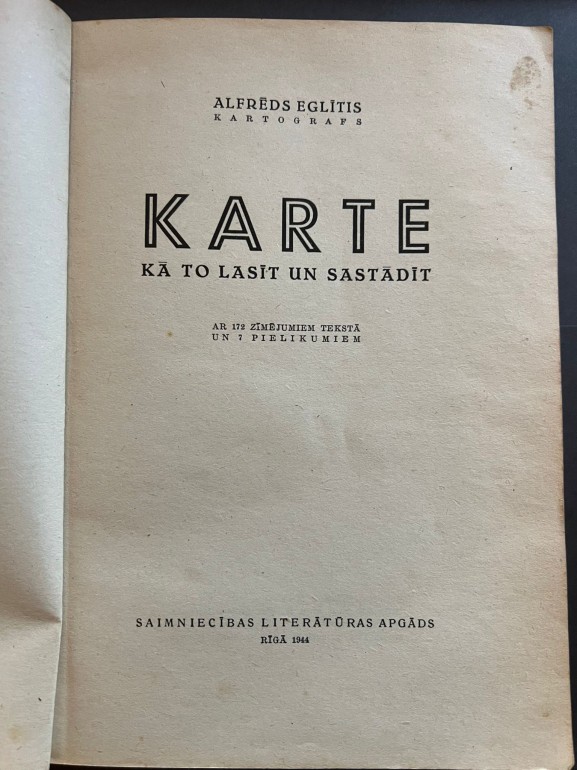 ALFRĒDS EGLĪTIS
KARTOGRAFS
KARTE
KĀ TO LASĪT UN SASTĀDĪT
AR 172 ZĪMĒJUMIEM TEKSTĀ
UN 7 PIELIKUMIEM
SAIMNIECĪBAS LITERĀTŪRAS APGĀDS
RĪGĀ 1944